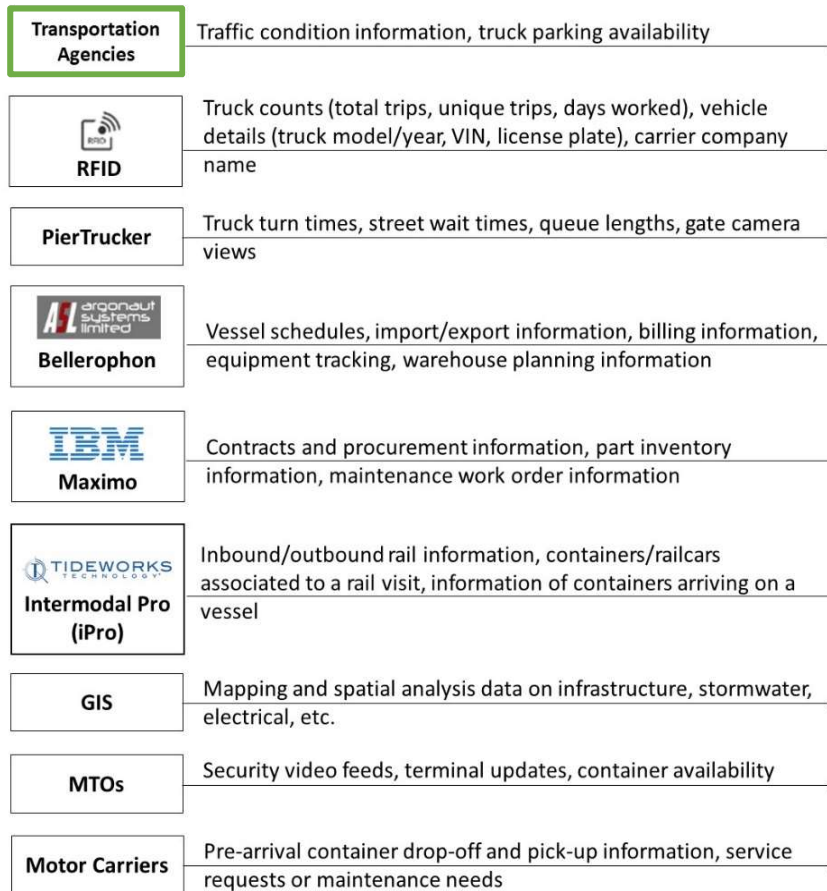 Transportation
Agencies
Traffic condition information, truck parking availability
RFID
RFID
Truck counts (total trips, unique trips, days worked), vehicle
details (truck model/year, VIN, license plate), carrier company
name
PierTrucker
Truck turn times, street wait times, queue lengths, gate camera
views
ASL argonaut
systems
limited
Bellerophon
Vessel schedules, import/export information, billing information,
equipment tracking, warehouse planning information
IBM
Maximo
Contracts and procurement information, part inventory
information, maintenance work order information
TIDEWORKS
TECHNOLOGY
Intermodal Pro
(iPro)
Inbound/outbound rail information, containers/railcars
associated to a rail visit, information of containers arriving on a
vessel
GIS
Mapping and spatial analysis data on infrastructure, stormwater,
electrical, etc.
MTOs
Security video feeds, terminal updates, container availability
Motor Carriers
Pre-arrival container drop-off and pick-up information, service
requests or maintenance needs